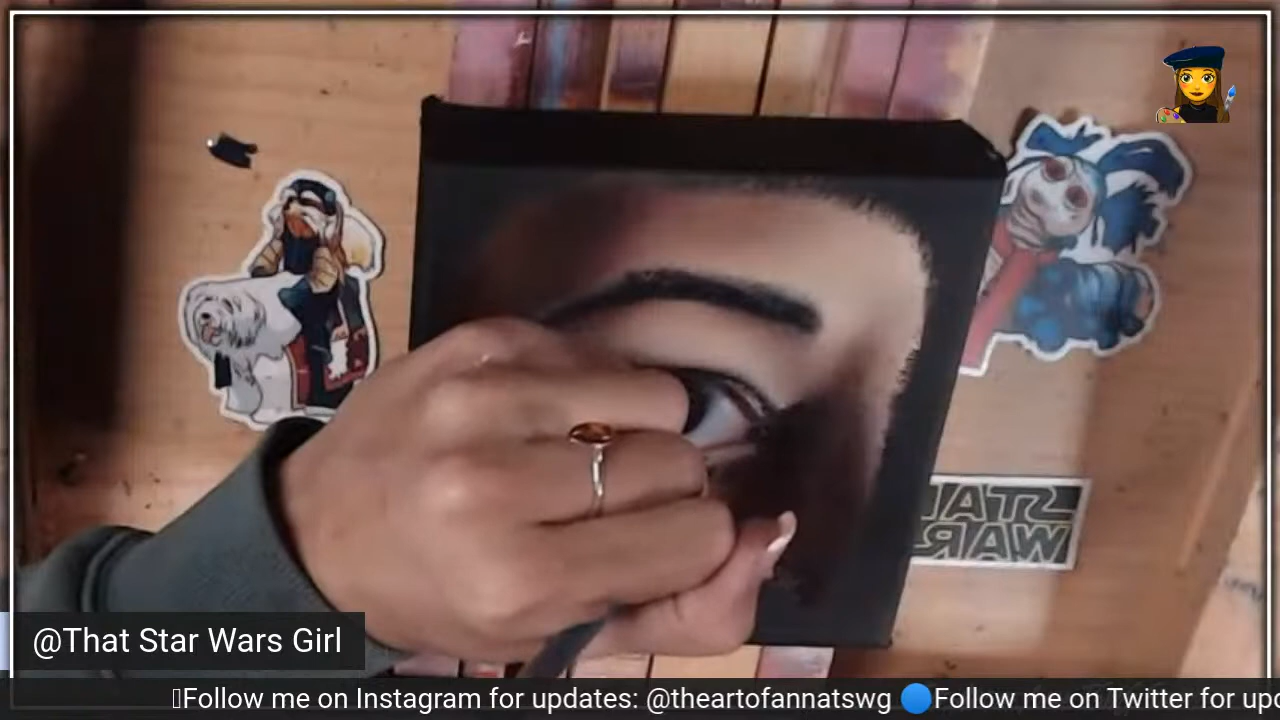 STAR
WARS
@That Star Wars Girl
Follow me on Instagram for updates: @theartofannatswg 🔵Follow me on Twitter for upd